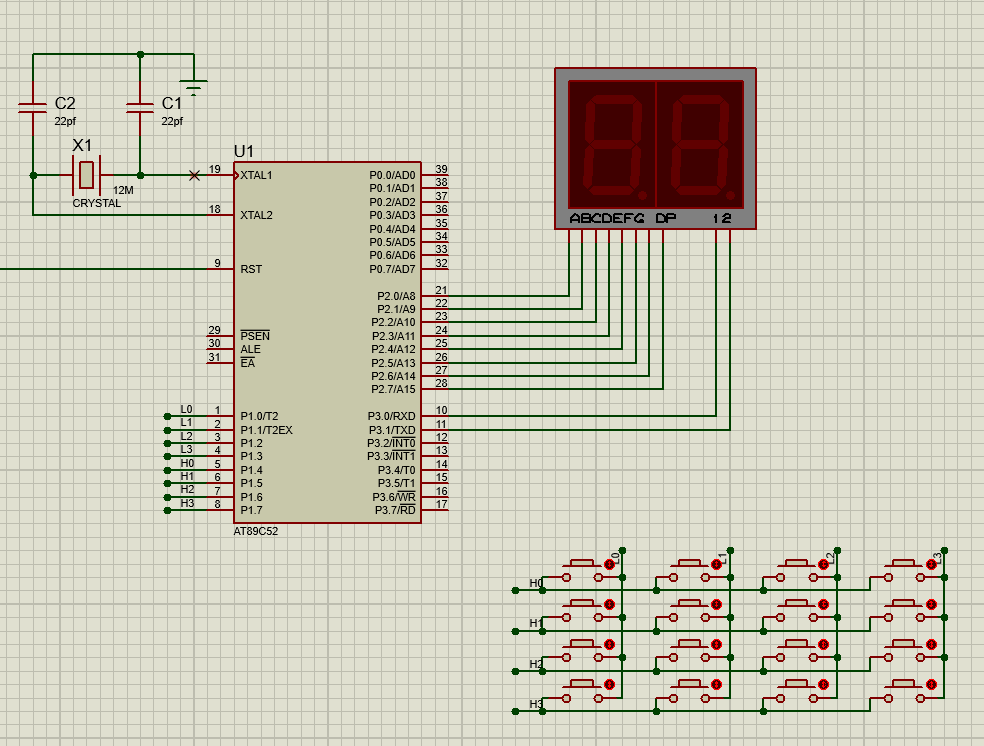 C2
22pf
C1
22pf
X1
12M
CRYSTAL
U1
19 XTAL1
18 XTAL2
9 RST
29 PSEN
30 ALE
31 EA
L0 1 P1.0/T2
L1 2 P1.1/T2EX
L2 3 P1.2
L3 4 P1.3
H0 5 P1.4
H1 6 P1.5
H2 7 P1.6
H3 8 P1.7
P0.0/AD0 39
P0.1/AD1 38
P0.2/AD2 37
P0.3/AD3 36
P0.4/AD4 35
P0.5/AD5 34
P0.6/AD6 33
P0.7/AD7 32
P2.0/A8 21
P2.1/A9 22
P2.2/A10 23
P2.3/A11 24
P2.4/A12 25
P2.5/A13 26
P2.6/A14 27
P2.7/A15 28
P3.0/RXD 10
P3.1/TXD 11
P3.2/INT0 12
P3.3/INT1 13
P3.4/T0 14
P3.5/T1 15
P3.6/WR 16
P3.7/RD 17
AT89C52
ABCDEFG DP 12
L0 L1 L2 L3
H0
H1
H2
H3